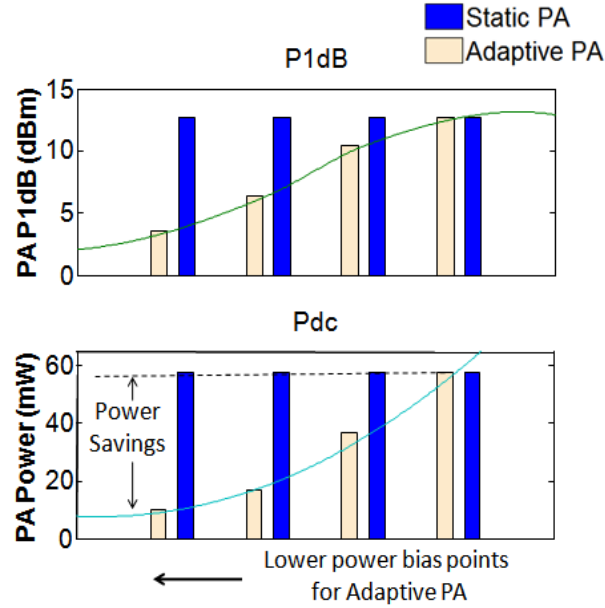 Static PA
Adaptive PA
P1dB
PA P1dB (dBm)
15
10
5
0
Pdc
PA Power (mW)
60
40
20
0
Power
Savings
Lower power bias points
for Adaptive PA